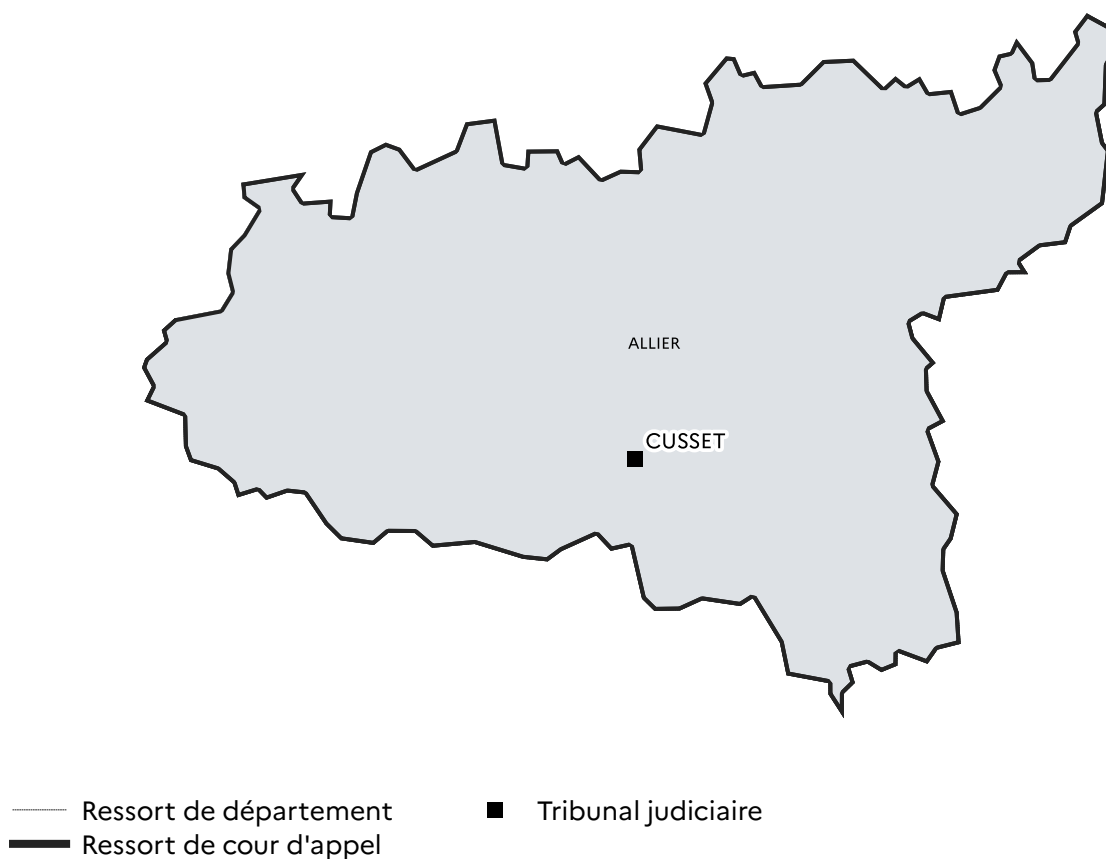 ALLIER
CUSSET
Ressort de département
Tribunal judiciaire
Ressort de cour d'appel